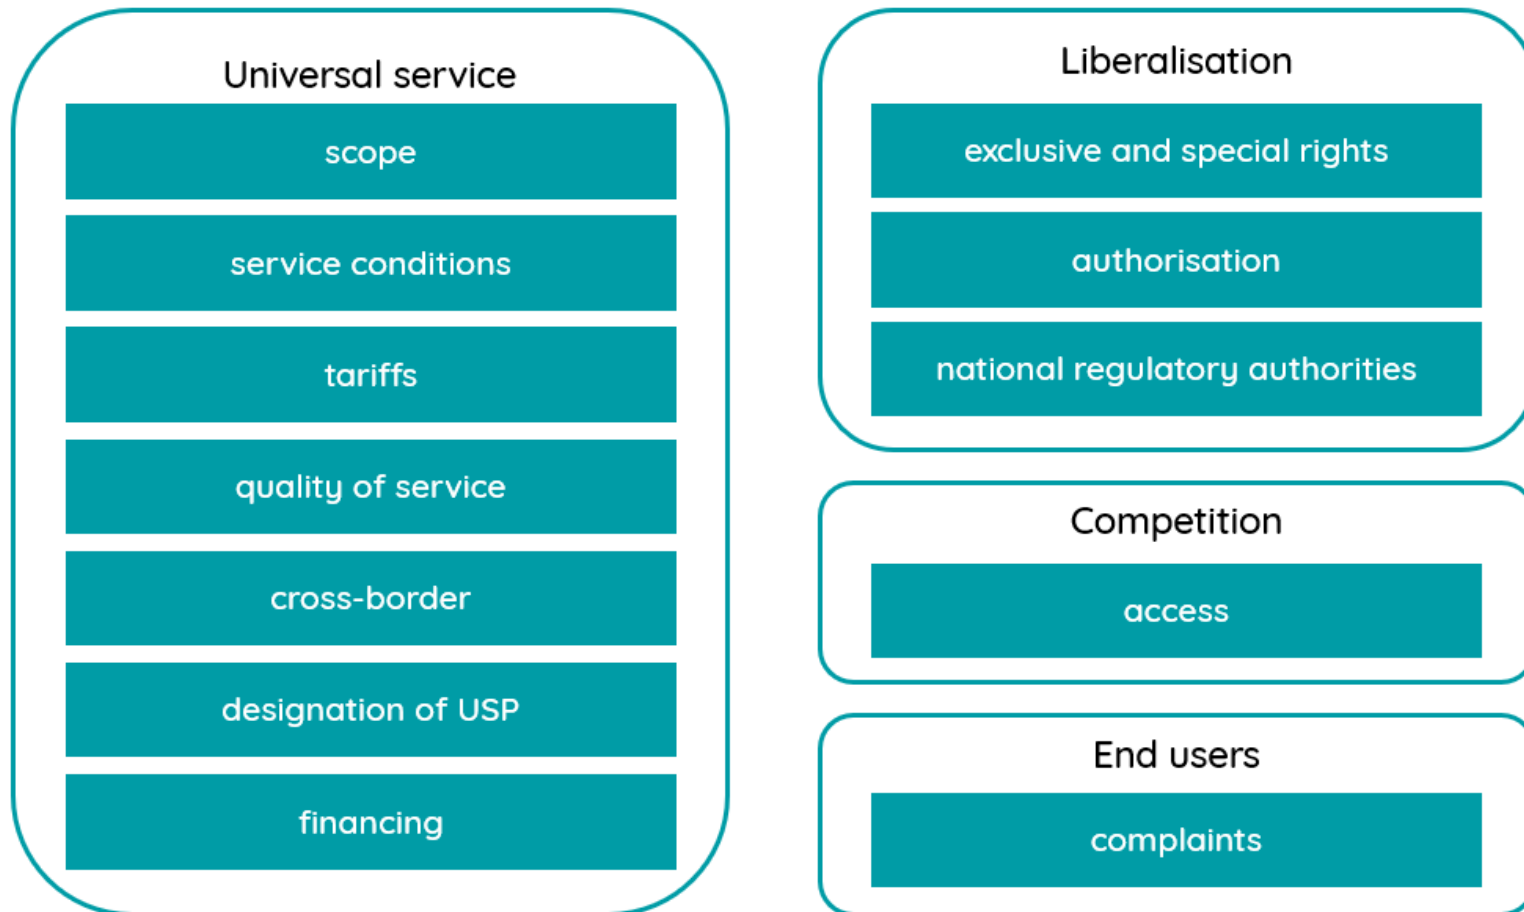 Universal service
scope
service conditions
tariffs
quality of service
cross-border
designation of USP
financing
Liberalisation
exclusive and special rights
authorisation
national regulatory authorities
Competition
access
End users
complaints